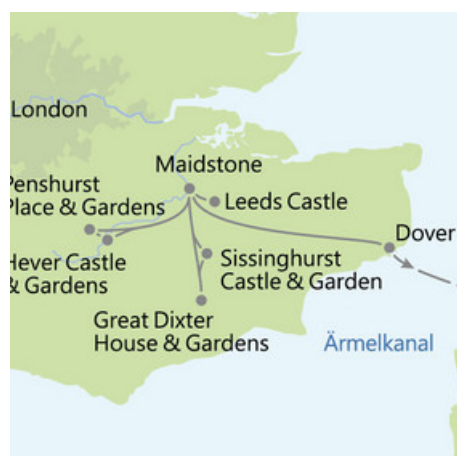 London
Maidstone
Penshurst
Place & Gardens
Leeds Castle
Dover
Hever Castle
& Gardens
Sissinghurst
Castle & Garden
Great Dixter
House & Gardens
Ärmelkanal